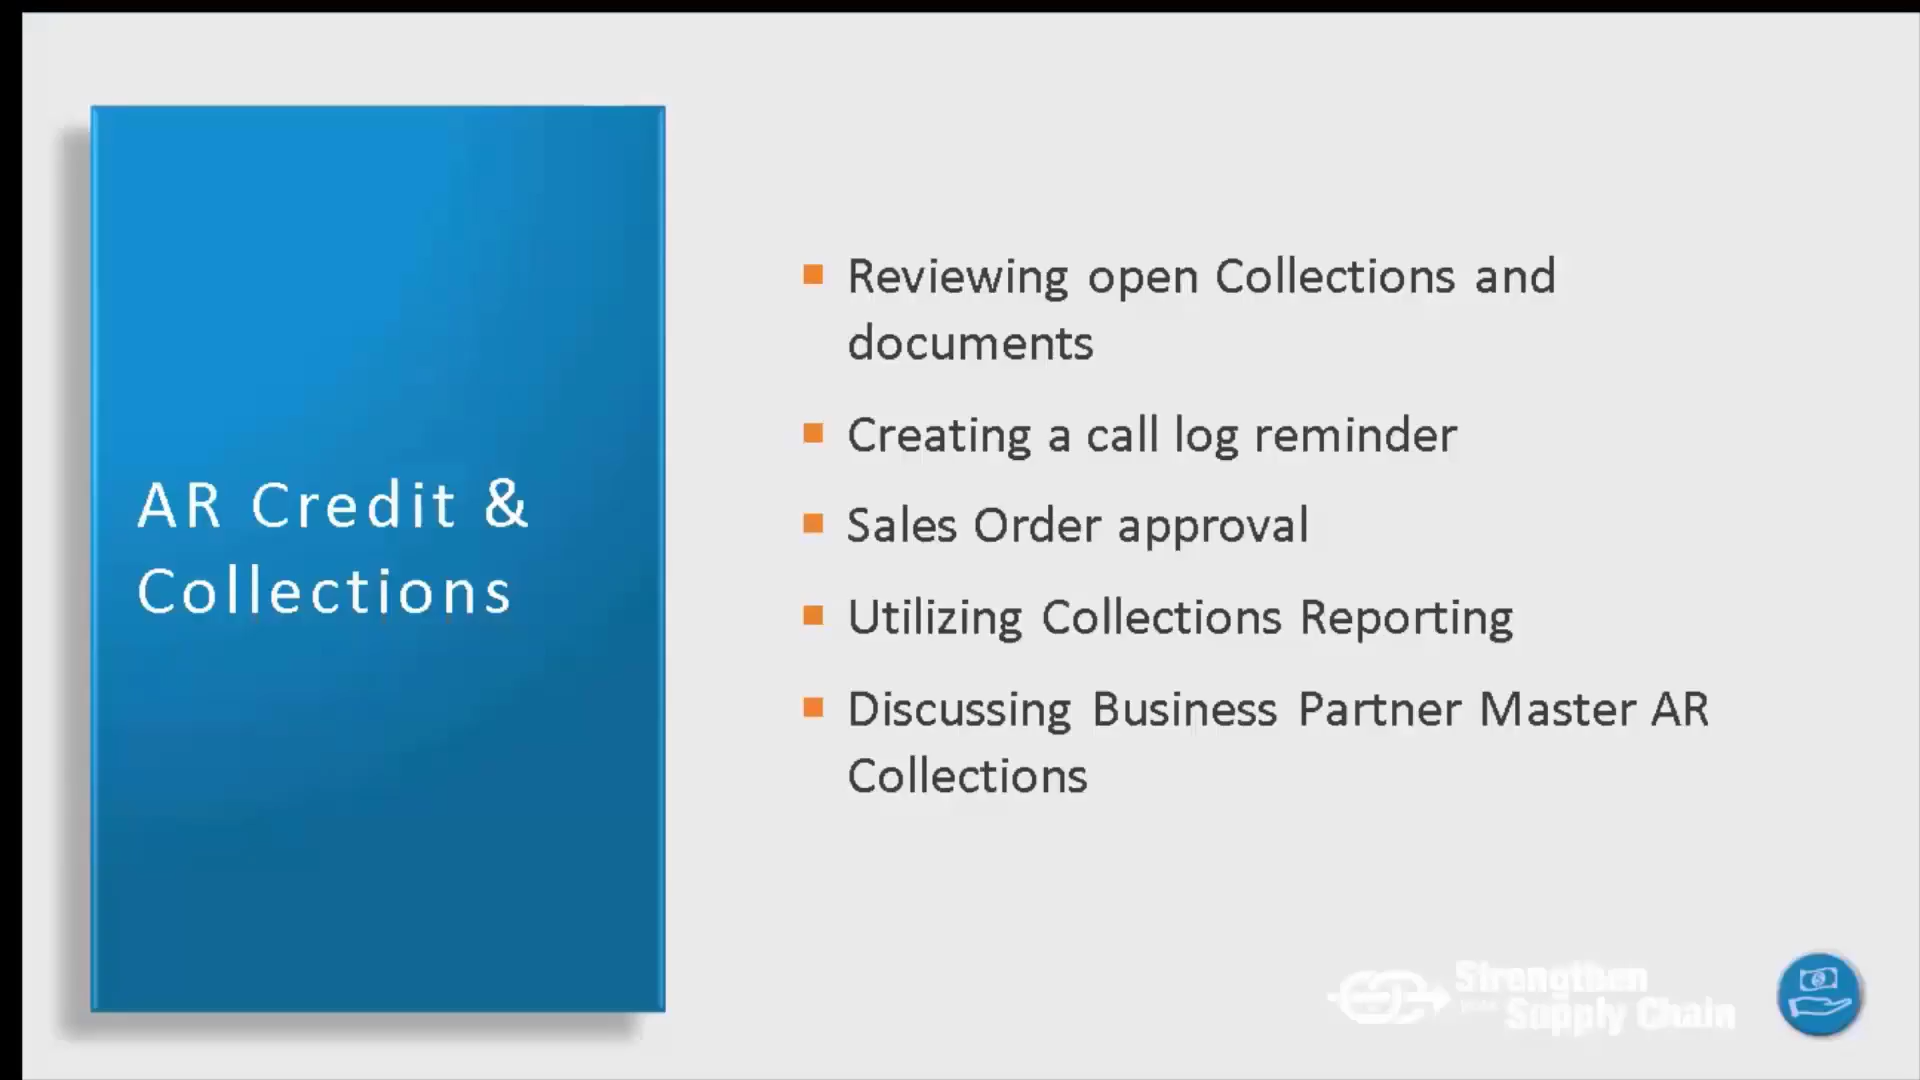 AR Credit &
Collections
Reviewing open Collections and
documents
Creating a call log reminder
Sales Order approval
Utilizing Collections Reporting
Discussing Business Partner Master AR
Collections
Strengthen
Supply Chain